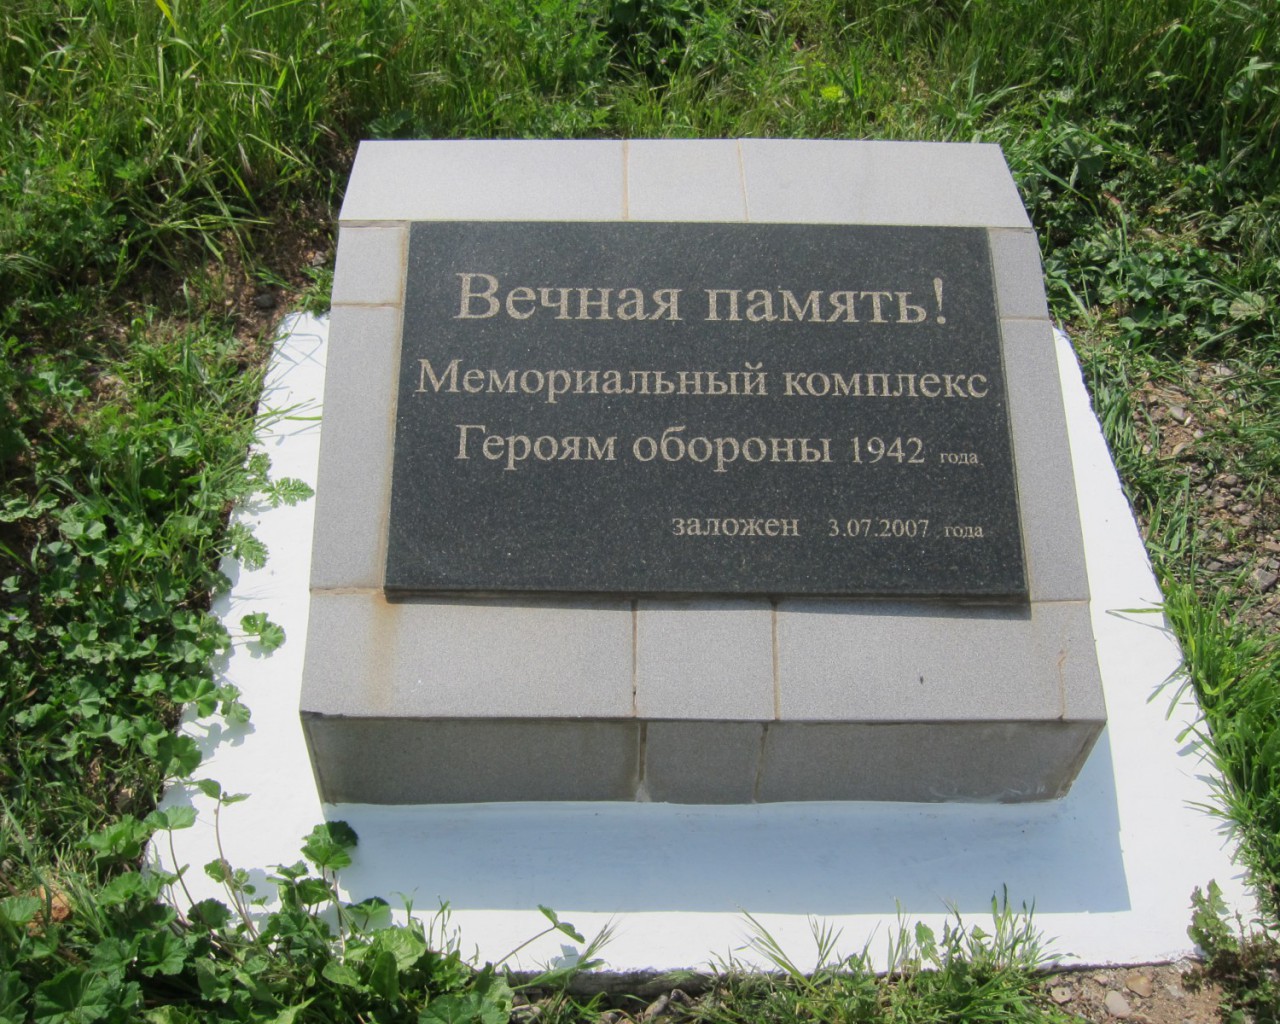 Вечная память!
Мемориальный комплекс
Героям обороны 1942 года
заложен 3.07.2007 года